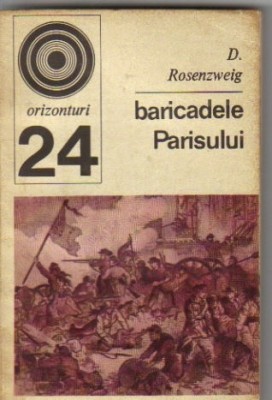 orizonturi
24
D.
Rosenzweig
baricadele
Parisului